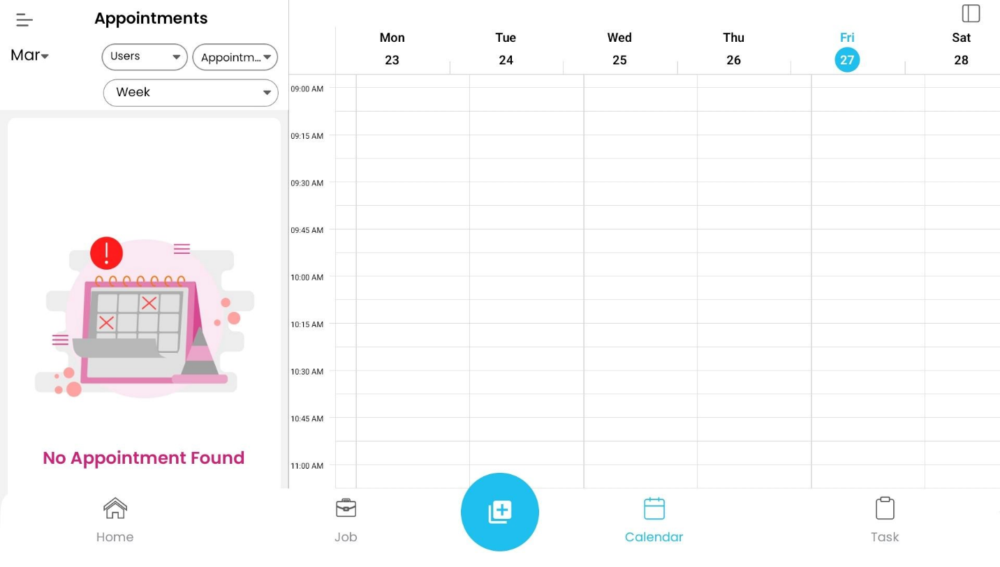 Appointments
Mar
Users
Appointm...
Week
No Appointment Found
Mon Tue Wed Thu Fri Sat
23 24 25 26 27 28
09:00 AM
09:15 AM
09:30 AM
09:45 AM
10:00 AM
10:15 AM
10:30 AM
10:45 AM
11:00 AM
Home Job Calendar Task